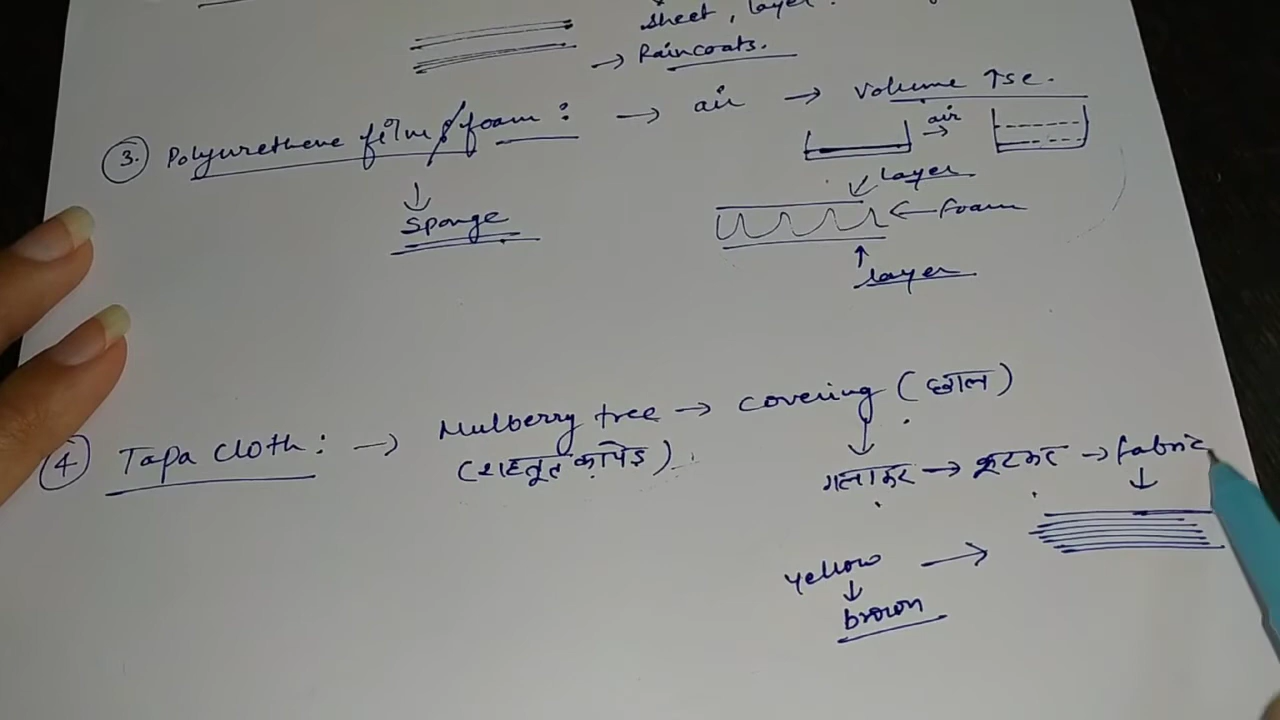 sheet, layer.
→ Raincoats.
③. Polyurethene film / foam : → air → volume ↑se.
air →
layer
← foam
↓ sponge
layer
④ Tapa cloth : → Mulberry tree → covering (छाल)
(शहतूत का पेड़)
गलाकर → कूटकर → fabric
yellow →
↓
brown